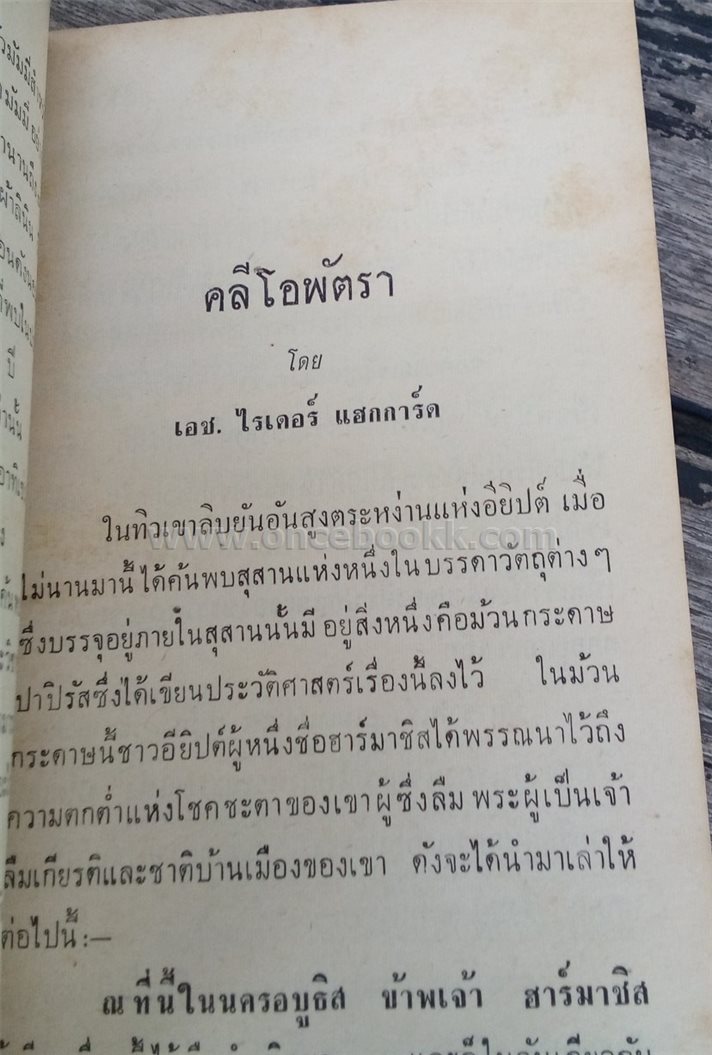 คลีโอพัตรา
โดย
เอช. ไรเดอร์ แฮกการ์ด
ในทิวเขาลิบยันอันสูงตระหง่านแห่งอียิปต์ เมื่อ
www.oncebookk.com
ไม่นานมานี้ ได้ค้นพบสุสานแห่งหนึ่งใน บรรดาวัตถุต่าง ๆ
ซึ่งบรรจุอยู่ภายในสุสานนั้นมี อยู่สิ่งหนึ่งคือม้วนกระดาษ
ปาปิรัสซึ่งได้เขียนประวัติศาสตร์เรื่องนี้ลงไว้ ในม้วน
กระดาษนี้ชาวอียิปต์ผู้หนึ่งชื่อฮาร์มาชิสได้พรรณนาไว้ถึง
ความตกต่ำแห่งโชคชะตาของเขา ผู้ซึ่งลืม พระผู้เป็นเจ้า
ลืมเกียรติและชาติบ้านเมืองของเขา ดังจะได้นำมาเล่าให้
ต่อไปนี้ :—
ณ ที่นี้ในนครอบูธิส ข้าพเจ้า ฮาร์มาชิส